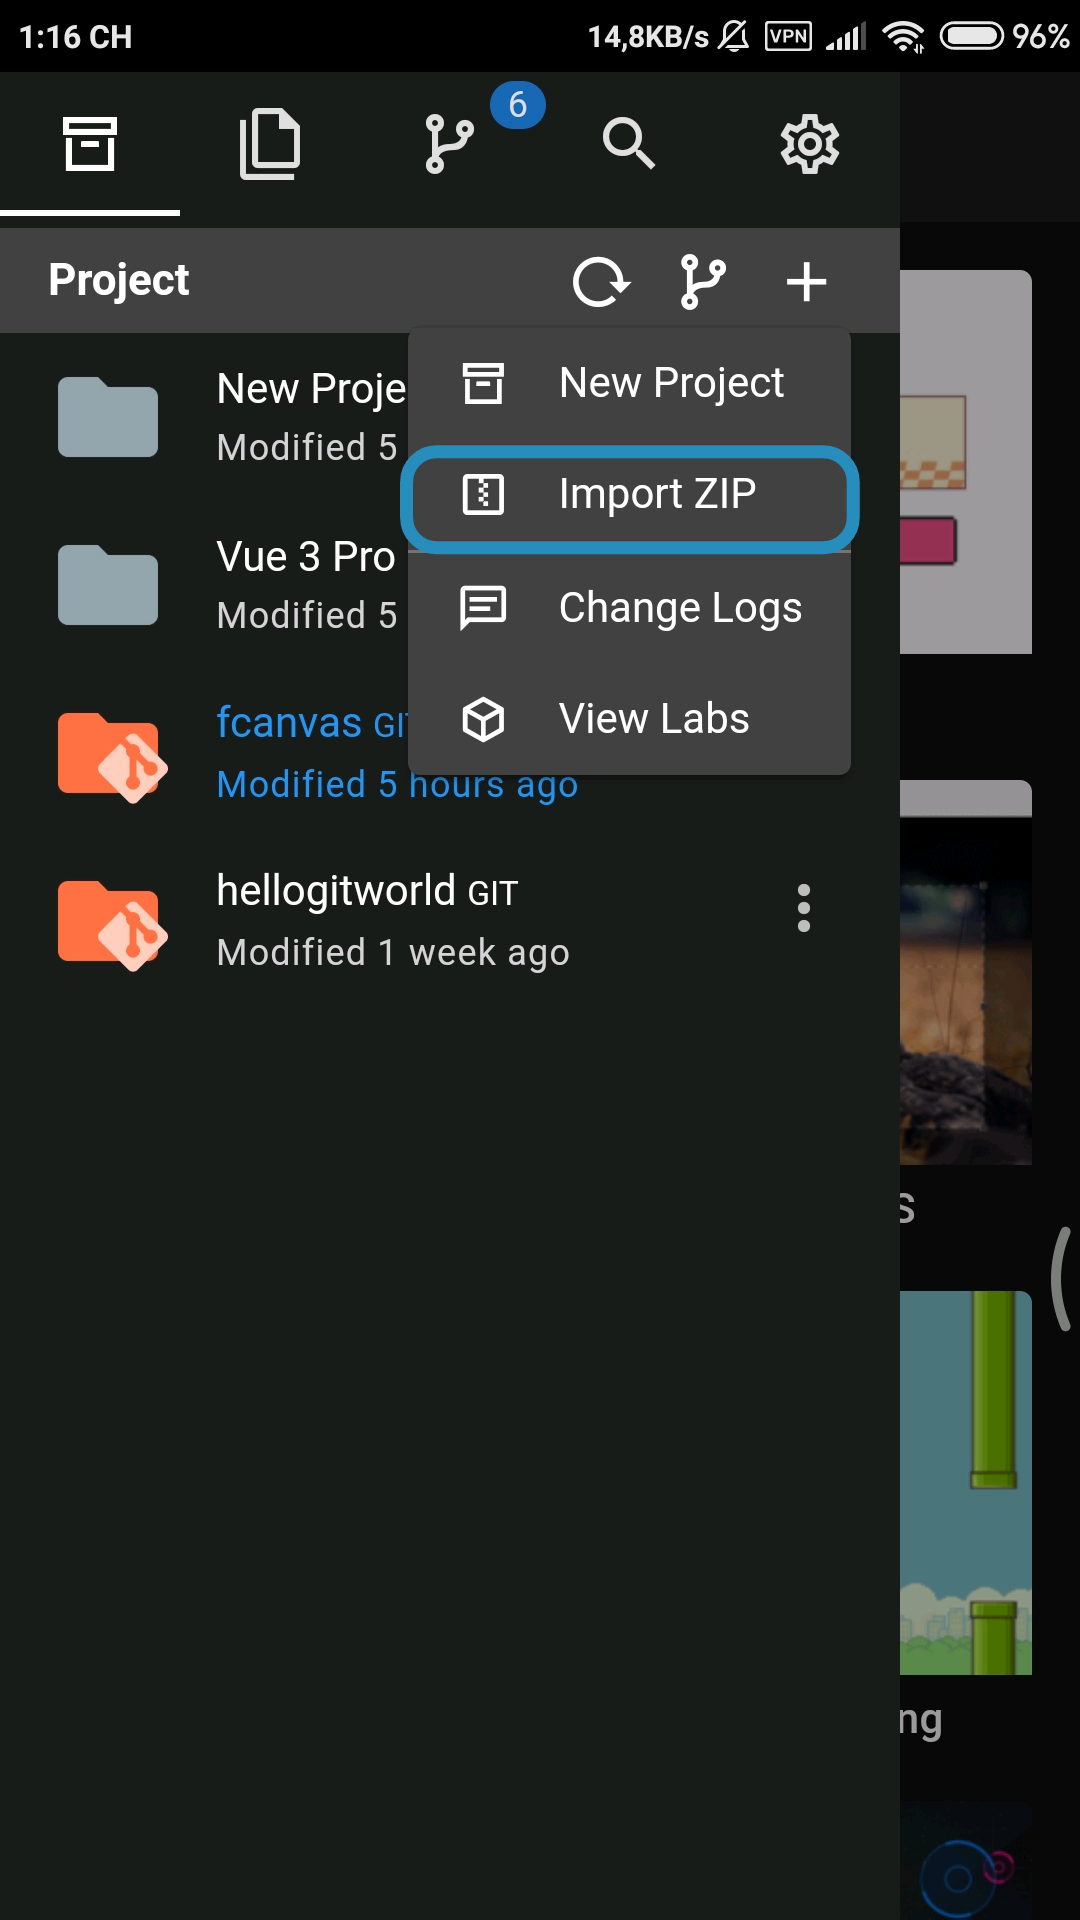 1:16 CH 14,8KB/s VPN 96%
6
Project
New Proje
Modified 5
Vue 3 Pro
Modified 5
fcanvas GIT
Modified 5 hours ago
hellogitworld GIT
Modified 1 week ago
New Project
Import ZIP
Change Logs
View Labs
s
ng